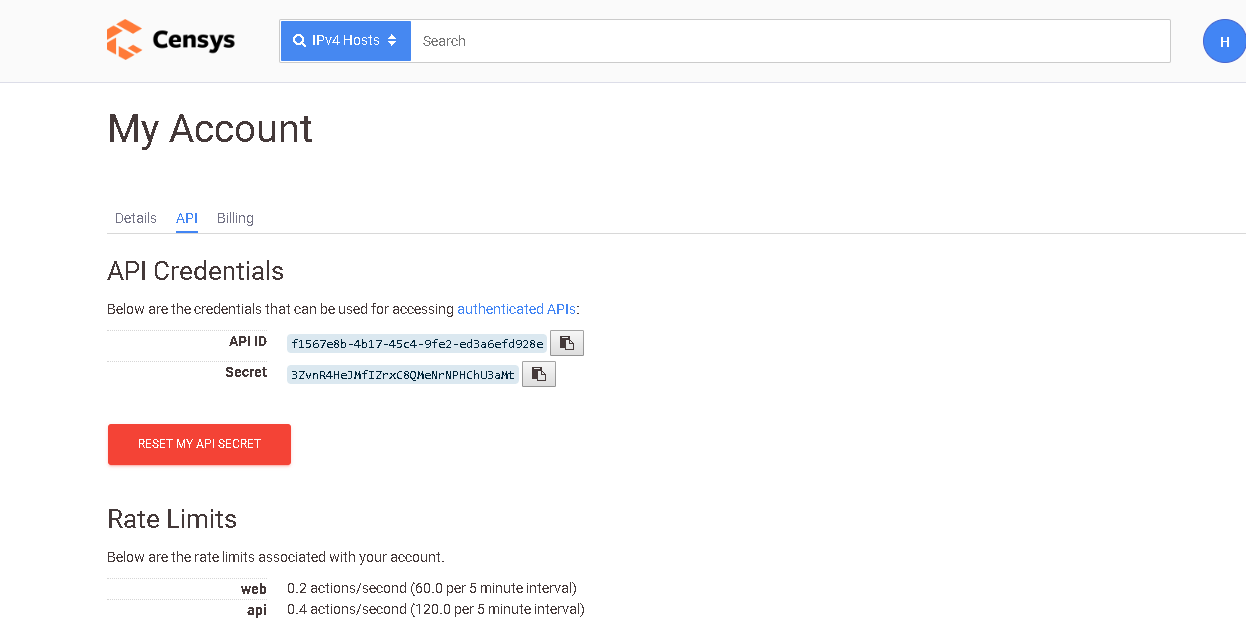 Censys
IPv4 Hosts
Search
H
My Account
Details API Billing
API Credentials
Below are the credentials that can be used for accessing authenticated APIs:
API ID f1567e8b-4b17-45c4-9fe2-ed3a6efd928e
Secret 3ZvnR4HeJMfIZrxC8QMeNrNPHChU3aMt
RESET MY API SECRET
Rate Limits
Below are the rate limits associated with your account.
web 0.2 actions/second (60.0 per 5 minute interval)
api 0.4 actions/second (120.0 per 5 minute interval)